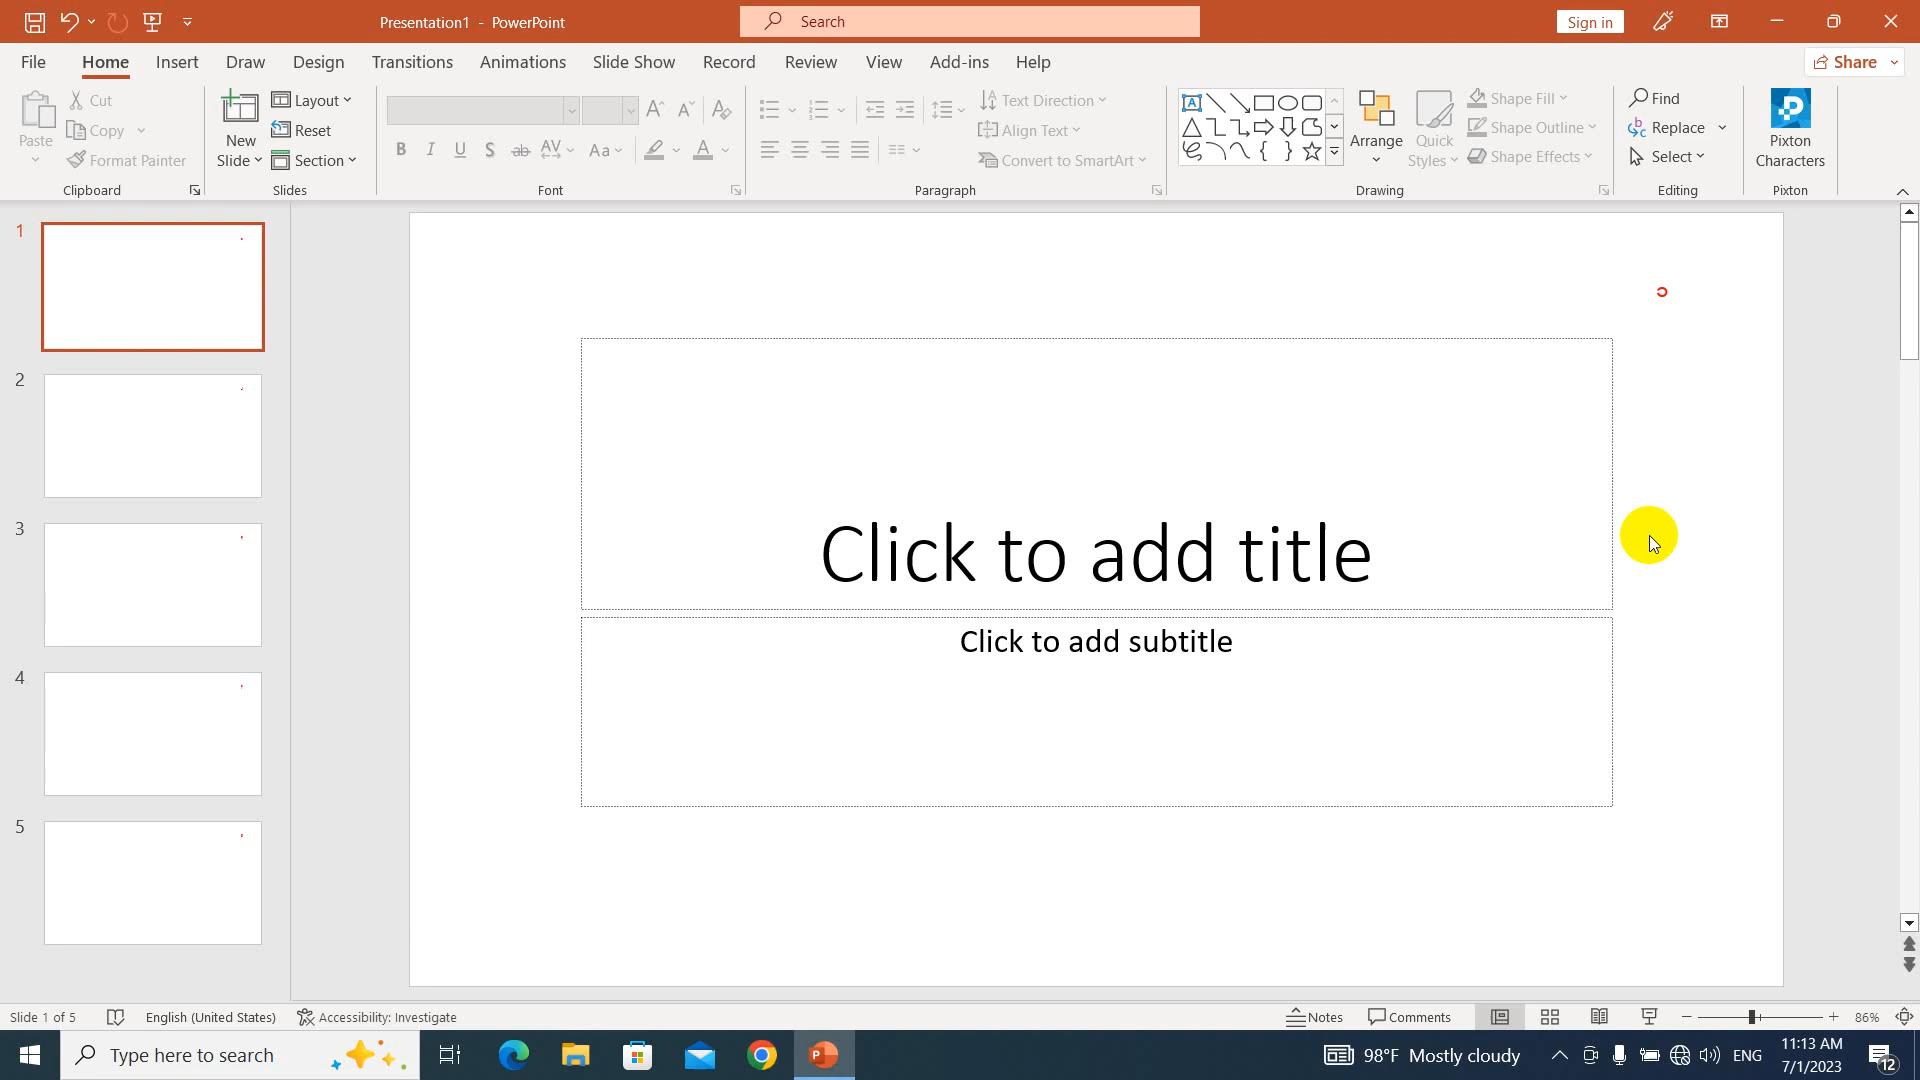 Presentation1 - PowerPoint
Search
Sign in
File Home Insert Draw Design Transitions Animations Slide Show Record Review View Add-ins Help
Share
Paste
Cut
Copy
Format Painter
Clipboard
New Slide
Layout
Reset
Section
Slides
B I U S ab AV Aa A
Font
Text Direction
Align Text
Convert to SmartArt
Paragraph
Arrange
Quick Styles
Shape Fill
Shape Outline
Shape Effects
Drawing
Find
Replace
Select
Editing
Pixton Characters
Pixton
1
2
3
4
5
Click to add title
Click to add subtitle
Slide 1 of 5
English (United States)
Accessibility: Investigate
Notes
Comments
86%
Type here to search
98°F Mostly cloudy
ENG
11:13 AM
7/1/2023
12